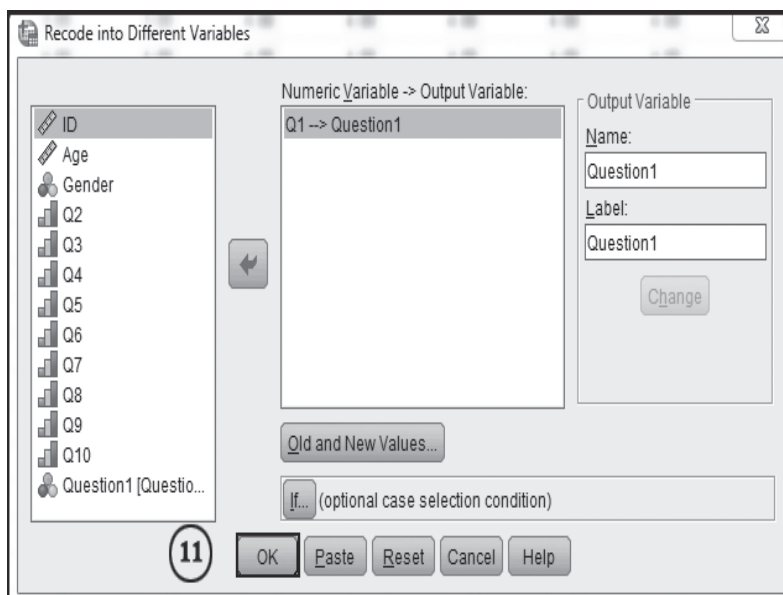 Recode into Different Variables
ID
Age
Gender
Q2
Q3
Q4
Q5
Q6
Q7
Q8
Q9
Q10
Question1 [Questio...
Numeric Variable -> Output Variable:
Q1 --> Question1
Output Variable
Name:
Question1
Label:
Question1
Change
Old and New Values...
If... (optional case selection condition)
11
OK Paste Reset Cancel Help